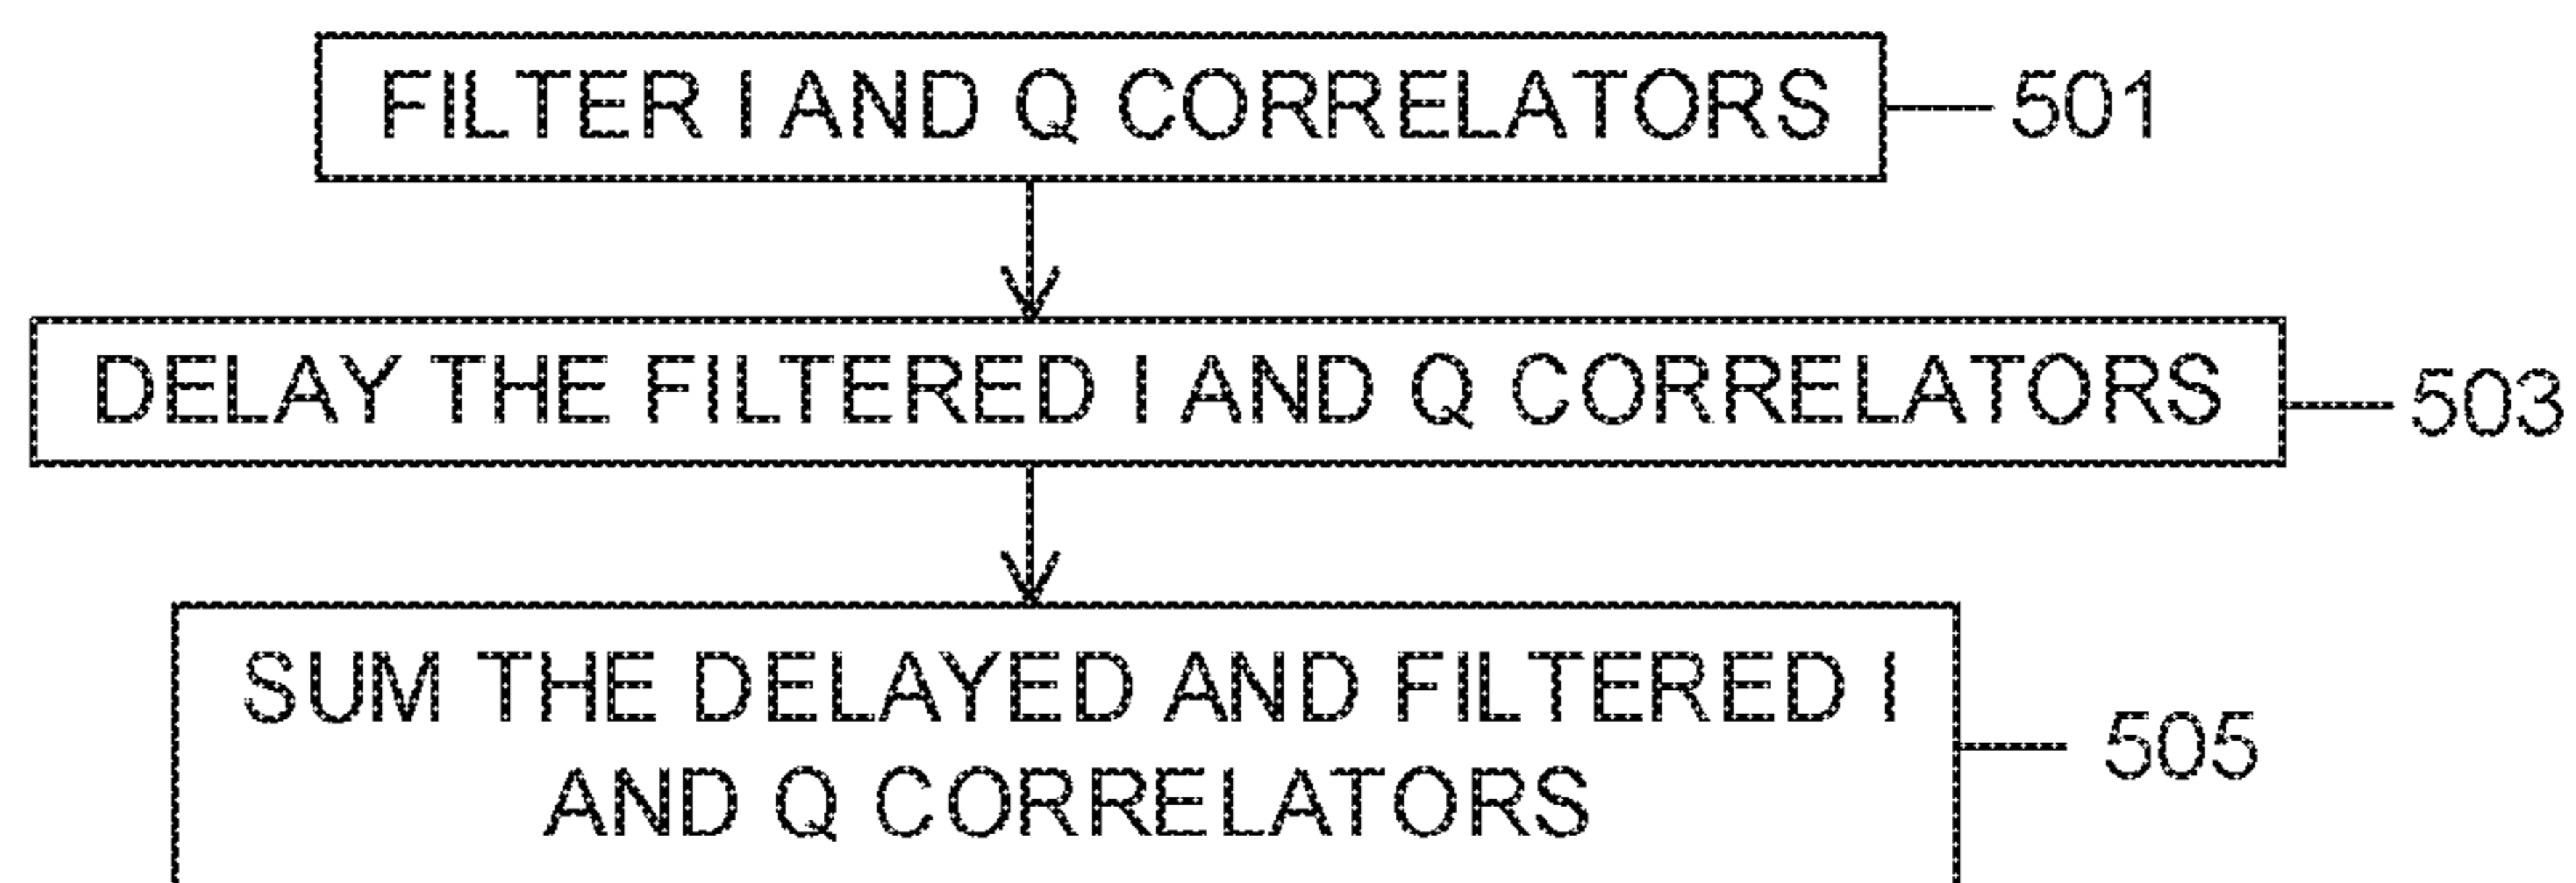 FILTER I AND Q CORRELATORS 501
DELAY THE FILTERED I AND Q CORRELATORS 503
SUM THE DELAYED AND FILTERED I
AND Q CORRELATORS
505